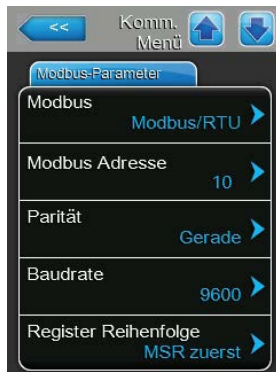 <<
Komm.
Menü
Modbus-Parameter
Modbus
Modbus/RTU
Modbus Adresse
10
Parität
Gerade
Baudrate
9600
Register Reihenfolge
MSR zuerst